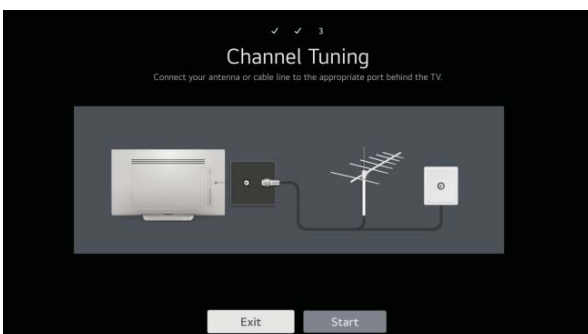 ✓ ✓ 3
Channel Tuning
Connect your antenna or cable line to the appropriate port behind the TV.
Exit
Start